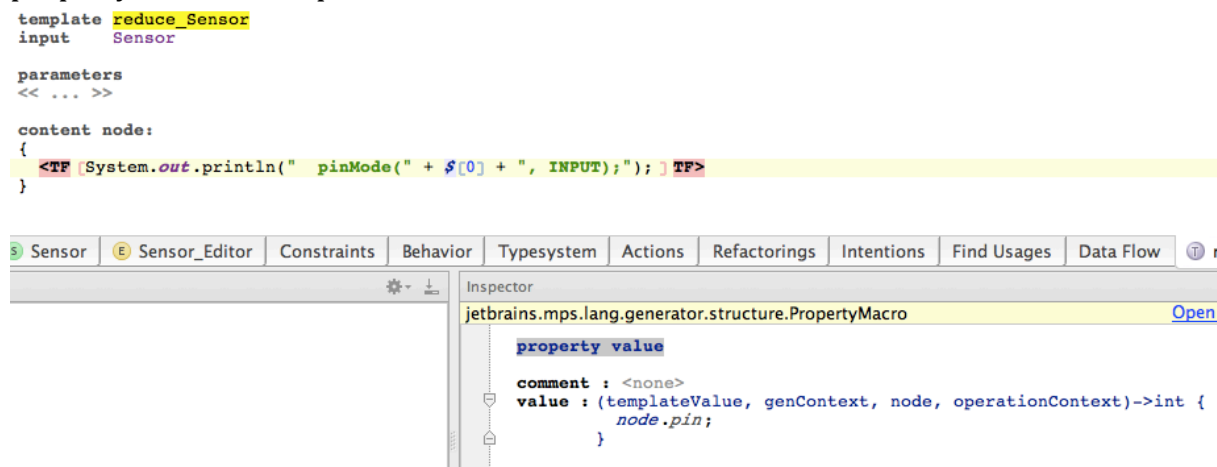 template reduce_Sensor
input    Sensor
parameters
<< ... >>
content node:
{
<TF [System.out.println("  pinMode(" + $[0] + ", INPUT);"); ] TF>
}
S Sensor E Sensor_Editor Constraints Behavior Typesystem Actions Refactorings Intentions Find Usages Data Flow T
Inspector
jetbrains.mps.lang.generator.structure.PropertyMacro Open
property value
comment : <none>
value : (templateValue, genContext, node, operationContext)->int {
node.pin;
}